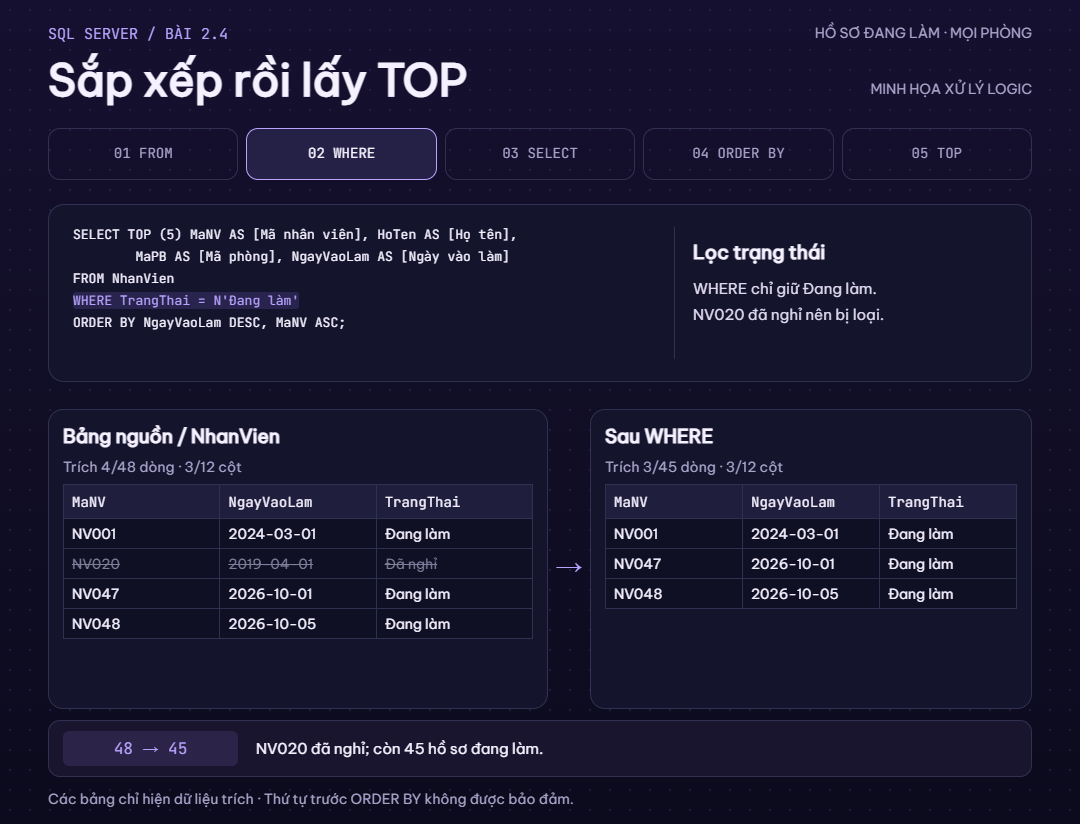 SQL SERVER / BÀI 2.4
HỒ SƠ ĐANG LÀM · MỌI PHÒNG
Sắp xếp rồi lấy TOP
MINH HỌA XỬ LÝ LOGIC
01 FROM
02 WHERE
03 SELECT
04 ORDER BY
05 TOP
SELECT TOP (5) MaNV AS [Mã nhân viên], HoTen AS [Họ tên],
MaPB AS [Mã phòng], NgayVaoLam AS [Ngày vào làm]
FROM NhanVien
WHERE TrangThai = N'Đang làm'
ORDER BY NgayVaoLam DESC, MaNV ASC;
Lọc trạng thái
WHERE chỉ giữ Đang làm.
NV020 đã nghỉ nên bị loại.
Bảng nguồn / NhanVien
Trích 4/48 dòng · 3/12 cột
MaNV NgayVaoLam TrangThai
NV001 2024-03-01 Đang làm
NV020 2019-04-01 Đã nghỉ
NV047 2026-10-01 Đang làm
NV048 2026-10-05 Đang làm
→
Sau WHERE
Trích 3/45 dòng · 3/12 cột
MaNV NgayVaoLam TrangThai
NV001 2024-03-01 Đang làm
NV047 2026-10-01 Đang làm
NV048 2026-10-05 Đang làm
48 → 45
NV020 đã nghỉ; còn 45 hồ sơ đang làm.
Các bảng chỉ hiện dữ liệu trích · Thứ tự trước ORDER BY không được bảo đảm.